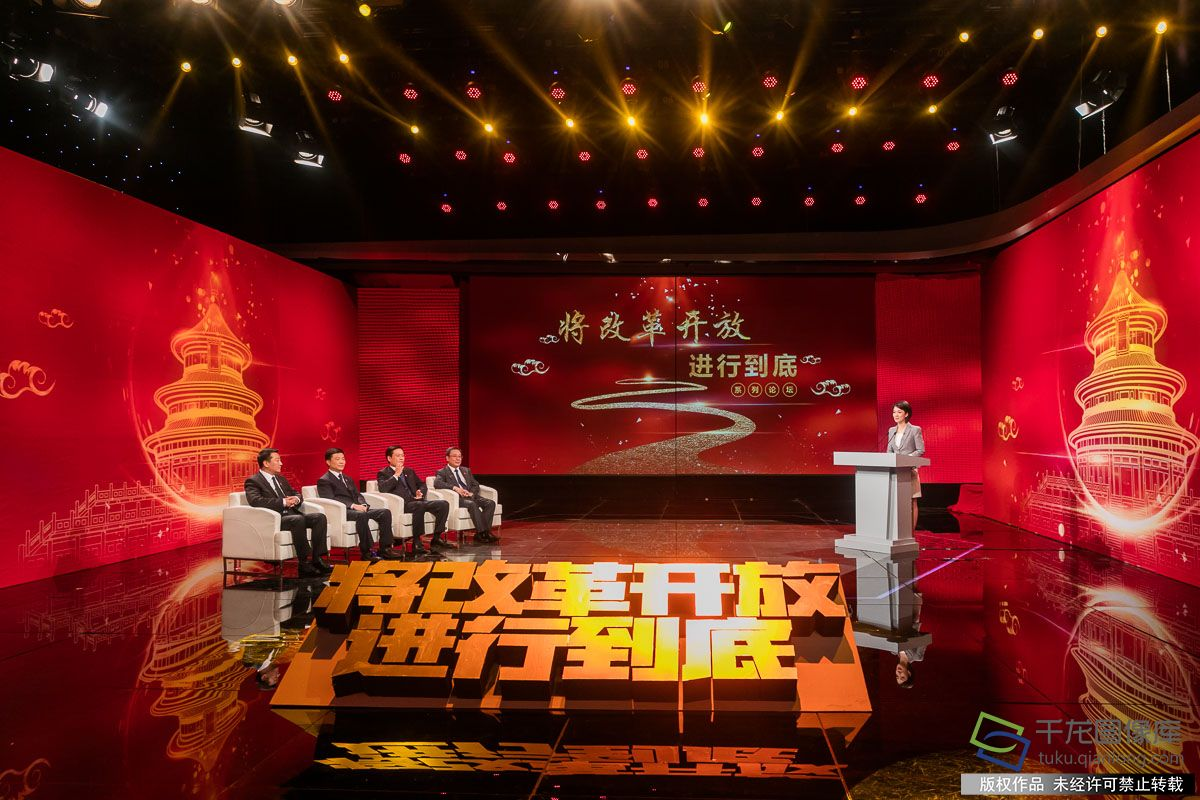 将改革开放
进行到底
系列论坛
将改革开放
进行到底
千龙图像库
tuku.qianlong.com
版权作品 未经许可禁止转载